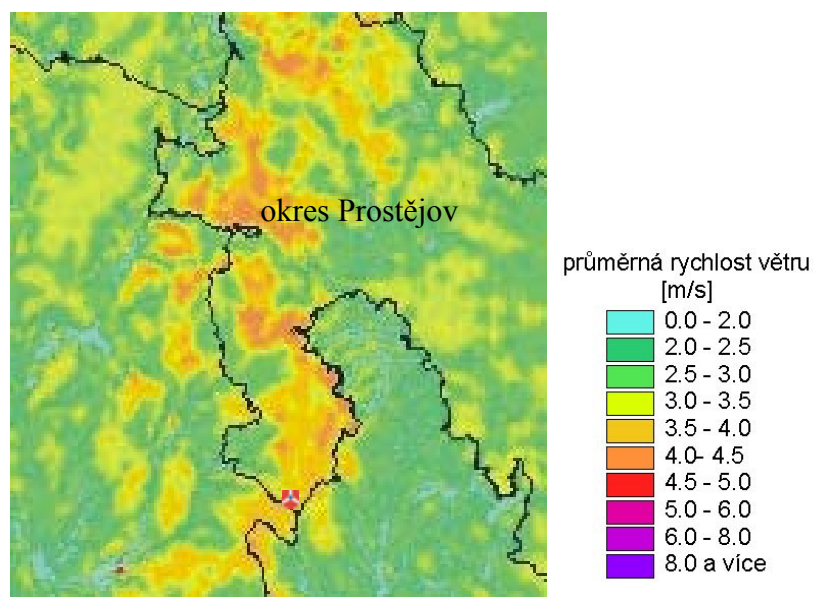 okres Prostějov
průměrná rychlost větru
[m/s]
0.0 - 2.0
2.0 - 2.5
2.5 - 3.0
3.0 - 3.5
3.5 - 4.0
4.0- 4.5
4.5 - 5.0
5.0 - 6.0
6.0 - 8.0
8.0 a více